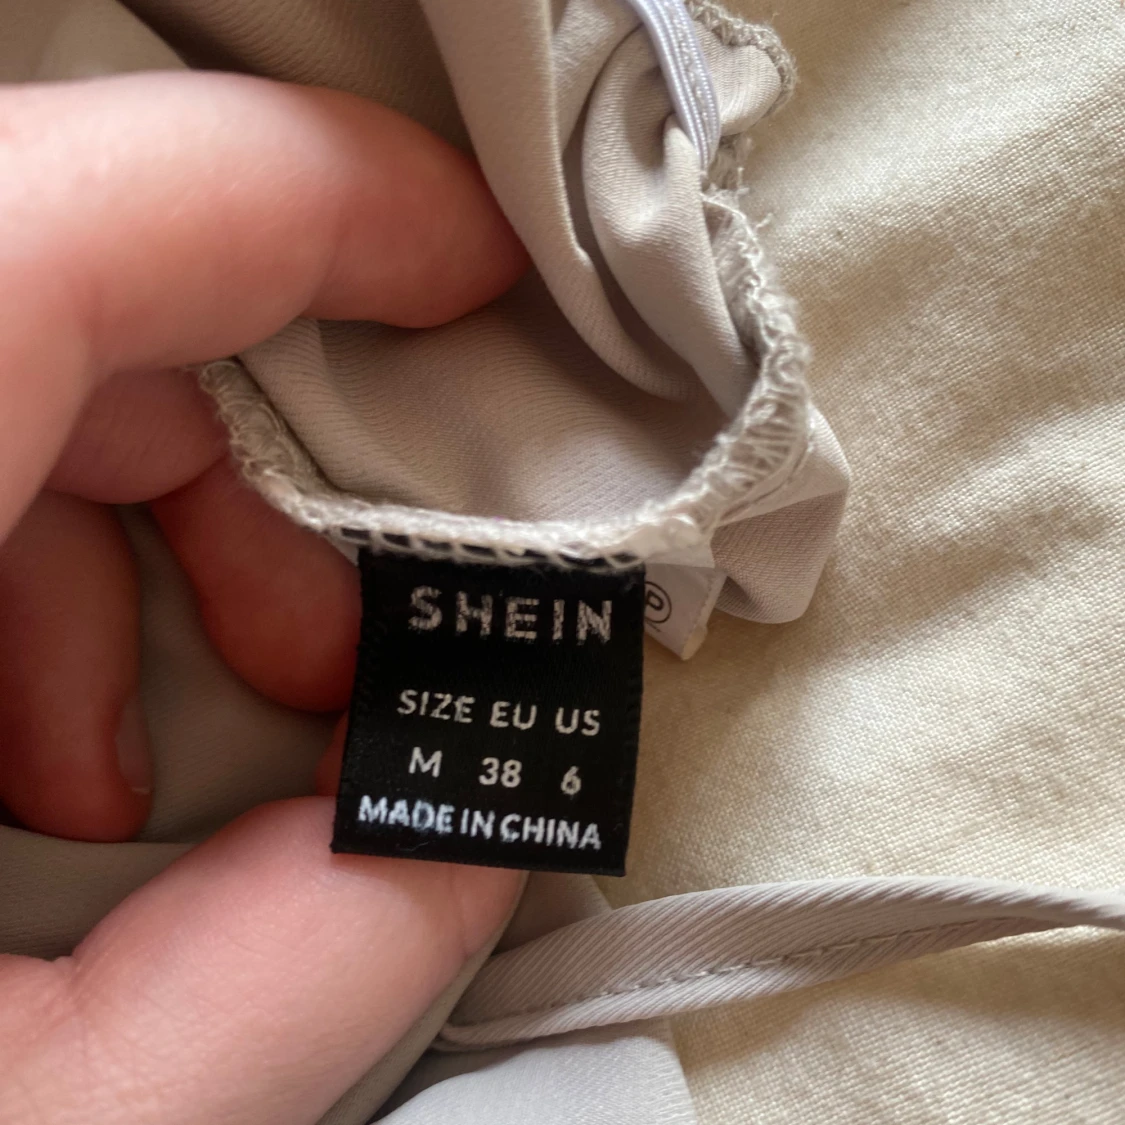 SHEIN
SIZE EU US
M 38 6
MADE IN CHINA
P